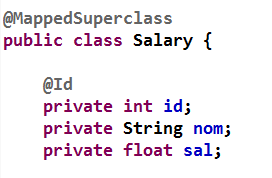 @MappedSuperclass
public class Salary {
@Id
private int id;
private String nom;
private float sal;